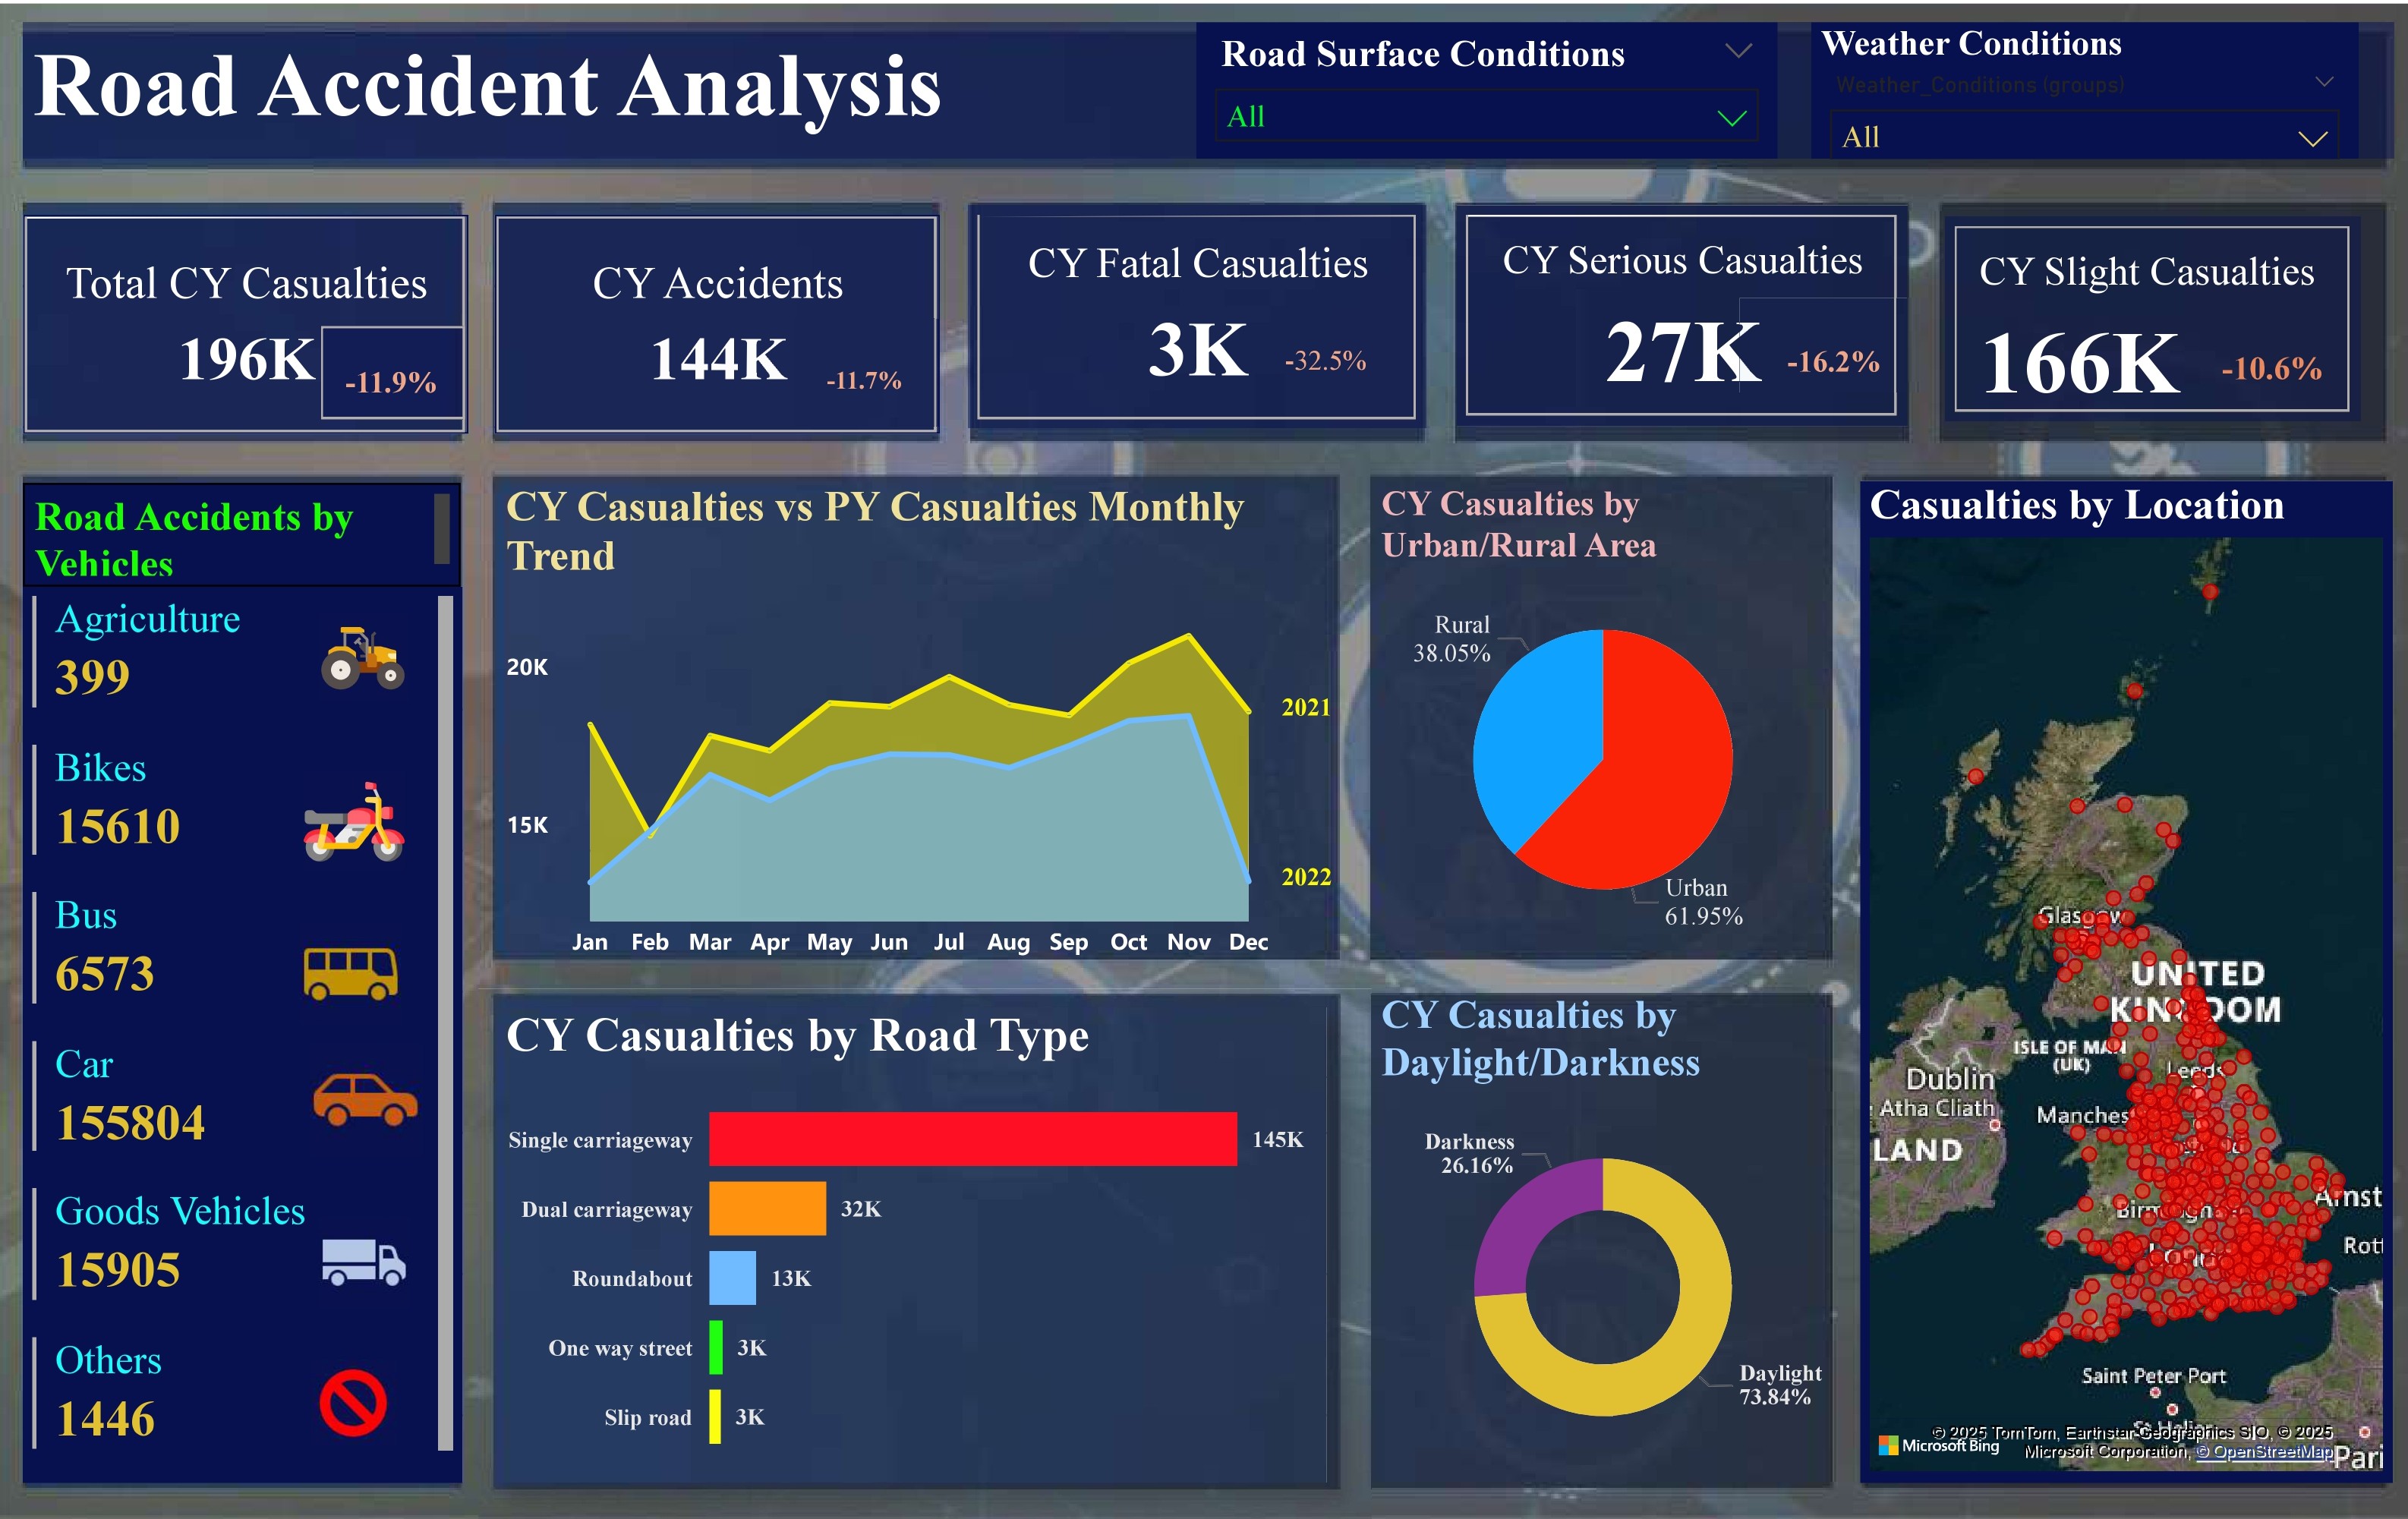 Road Accident Analysis
Road Surface Conditions
All
Weather Conditions
Weather_Conditions (groups)
All
Total CY Casualties
196K
-11.9%
CY Accidents
144K
-11.7%
CY Fatal Casualties
3K
-32.5%
CY Serious Casualties
27K
-16.2%
CY Slight Casualties
166K
-10.6%
Road Accidents by
Vehicles
Agriculture
399
Bikes
15610
Bus
6573
Car
155804
Goods Vehicles
15905
Others
1446
CY Casualties vs PY Casualties Monthly
Trend
20K
15K
2021
2022
Jan Feb Mar Apr May Jun Jul Aug Sep Oct Nov Dec
CY Casualties by
Urban/Rural Area
Rural
38.05%
Urban
61.95%
CY Casualties by Road Type
Single carriageway 145K
Dual carriageway 32K
Roundabout 13K
One way street 3K
Slip road 3K
CY Casualties by
Daylight/Darkness
Darkness
26.16%
Daylight
73.84%
Casualties by Location
Glasgow
UNITED
KINGDOM
ISLE OF MAN
(UK)
Leeds
Dublin
Atha Cliath
Manches
LAND
Amst
Rott
Saint Peter Port
© 2025 TomTom, Earthstar Geographics SIO, © 2025
Microsoft Bing
Microsoft Corporation, © OpenStreetMap
Pari